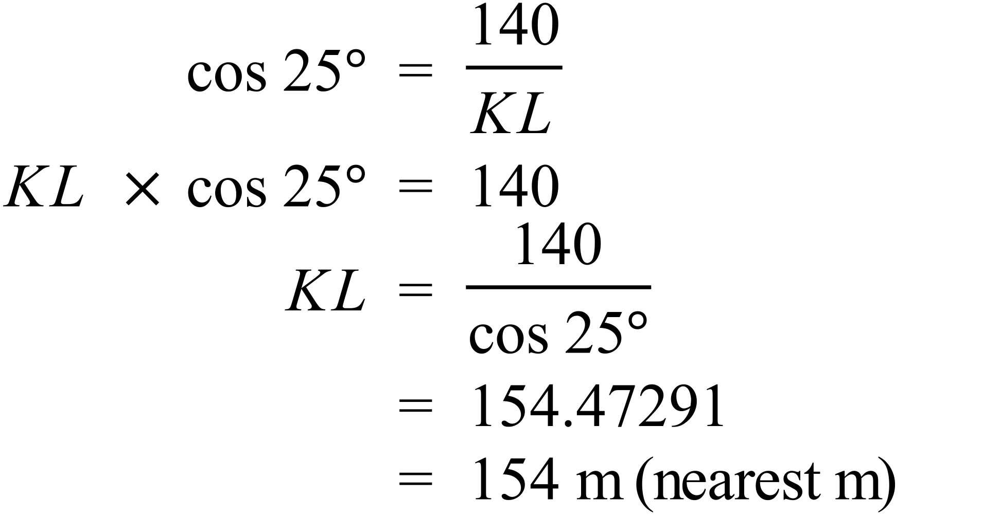 cos 25° = 140/KL
KL × cos 25° = 140
KL = 140/cos 25°
= 154.47291
= 154 m (nearest m)